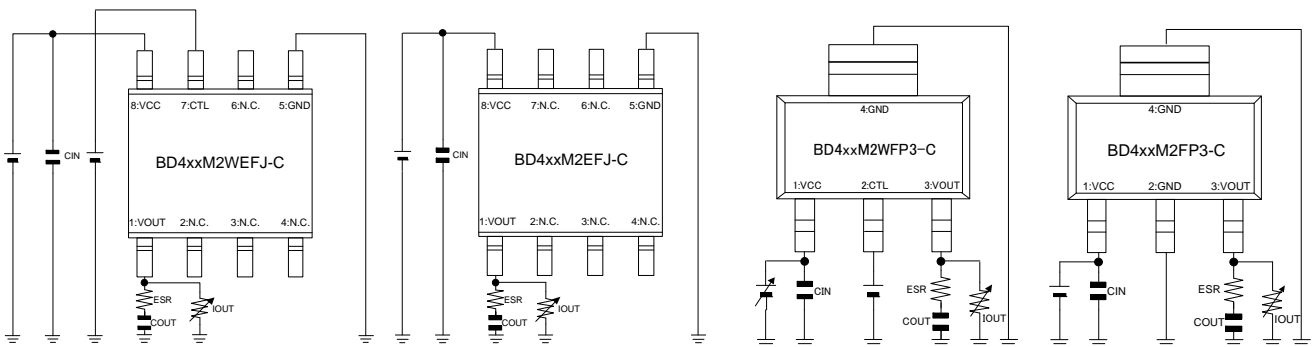 8:VCC 7:CTL 6:N.C. 5:GND
CIN
BD4xxM2WEFJ-C
1:VOUT 2:N.C. 3:N.C. 4:N.C.
ESR
COUT
IOUT
8:VCC 7:N.C. 6:N.C. 5:GND
CIN
BD4xxM2EFJ-C
1:VOUT 2:N.C. 3:N.C. 4:N.C.
ESR
COUT
IOUT
4:GND
BD4xxM2WFP3-C
1:VCC 2:CTL 3:VOUT
CIN
ESR
COUT
IOUT
4:GND
BD4xxM2FP3-C
1:VCC 2:GND 3:VOUT
CIN
ESR
COUT
IOUT